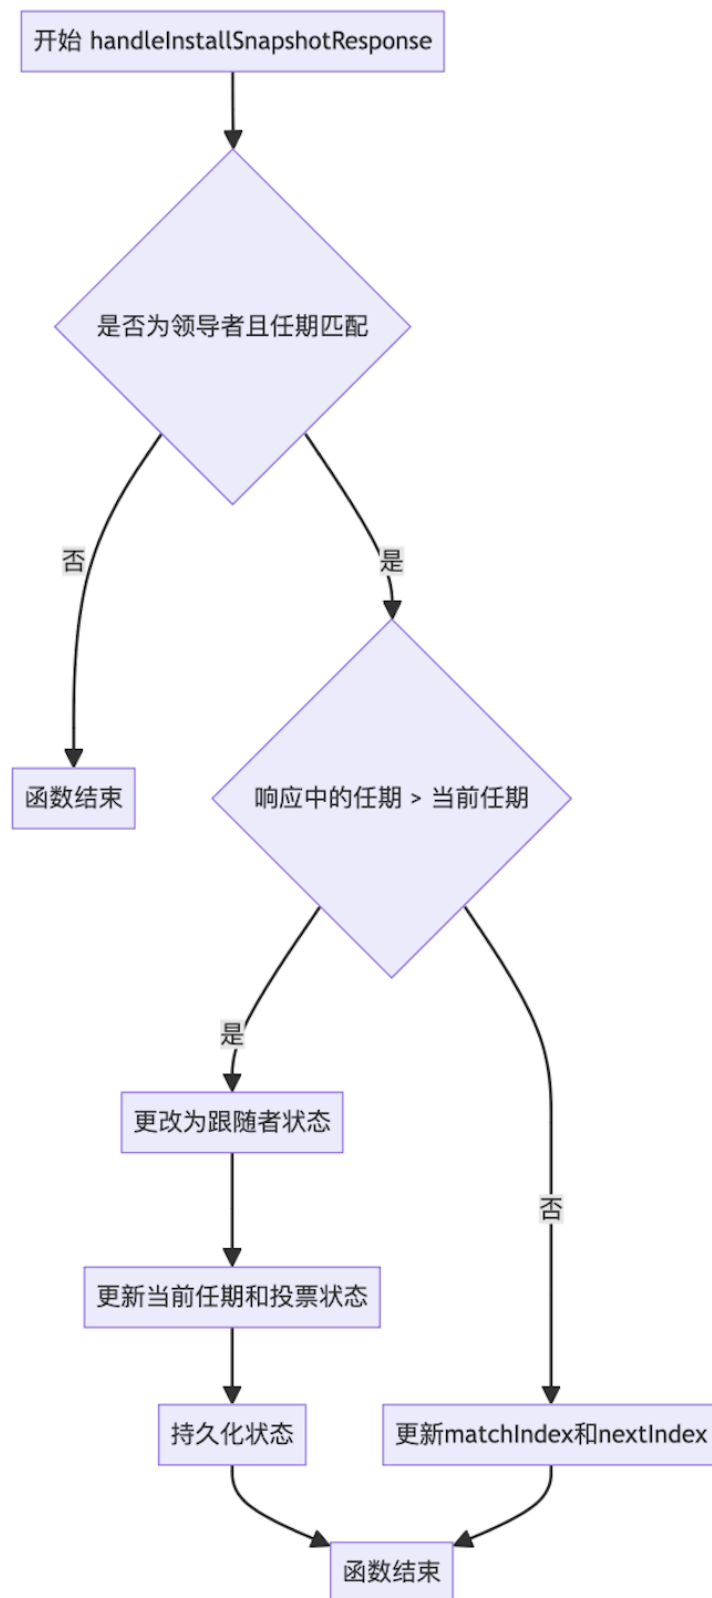 开始 handleInstallSnapshotResponse
是否为领导者且任期匹配
否
是
函数结束
响应中的任期 > 当前任期
是
更改为跟随者状态
否
更新当前任期和投票状态
持久化状态
更新matchIndex和nextIndex
函数结束